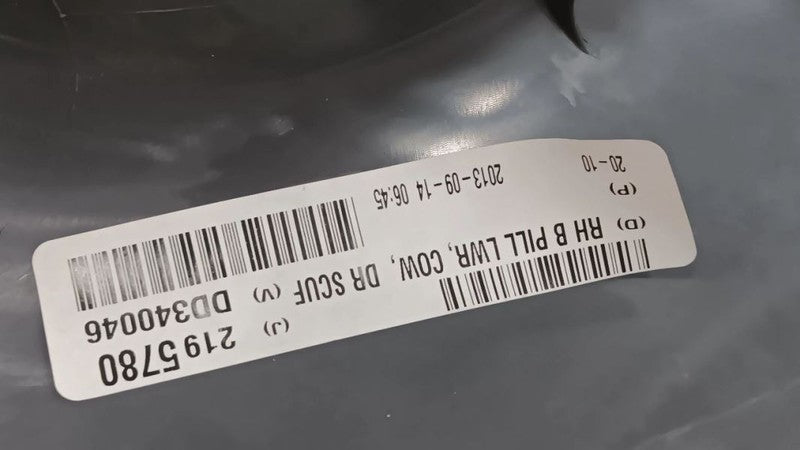 (J) 2195780
(D) RH B PILL LWR, COW, DR SCUF (V) DD340046
(P)
20-10 2013-09-14 06:45